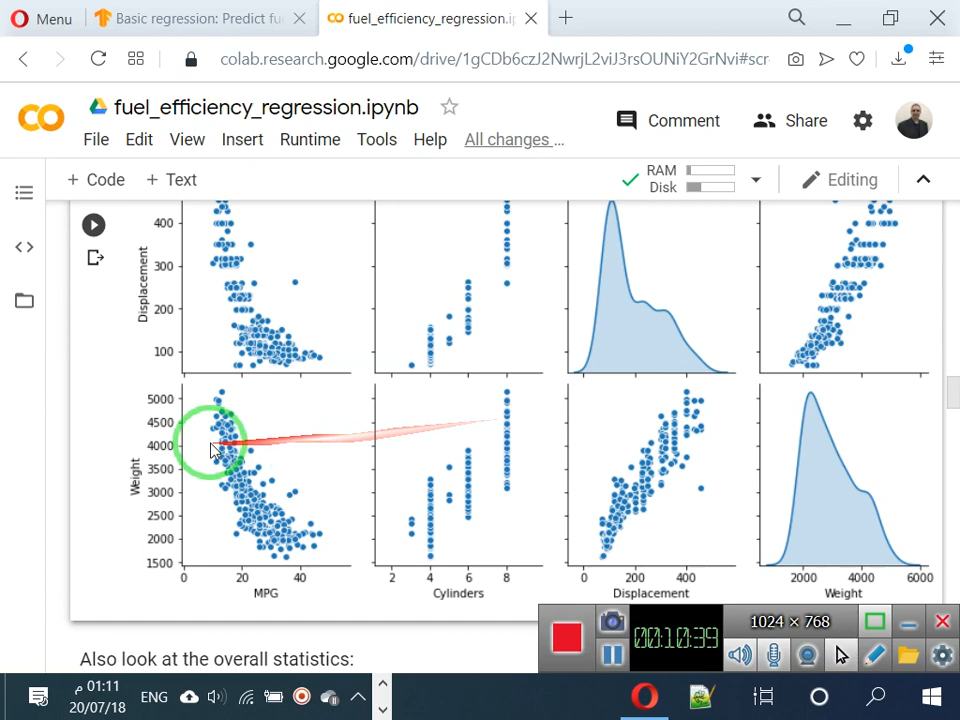 Menu
Basic regression: Predict fu
fuel_efficiency_regression.ip
colab.research.google.com/drive/1gCDb6czJ2NwrjL2viJ3rsOUNiY2GrNvi#scr
fuel_efficiency_regression.ipynb
Comment
Share
File Edit View Insert Runtime Tools Help All changes ...
+ Code + Text
RAM
Disk
Editing
Displacement
400
300
200
100
Weight
5000
4500
4000
3500
3000
2500
2000
1500
0 20 40
2 4 6 8
0 200 400
2000 4000 6000
MPG
Cylinders
Displacement
Weight
00:10:39
1024 × 768
Also look at the overall statistics:
01:11 م
ENG
20/07/18